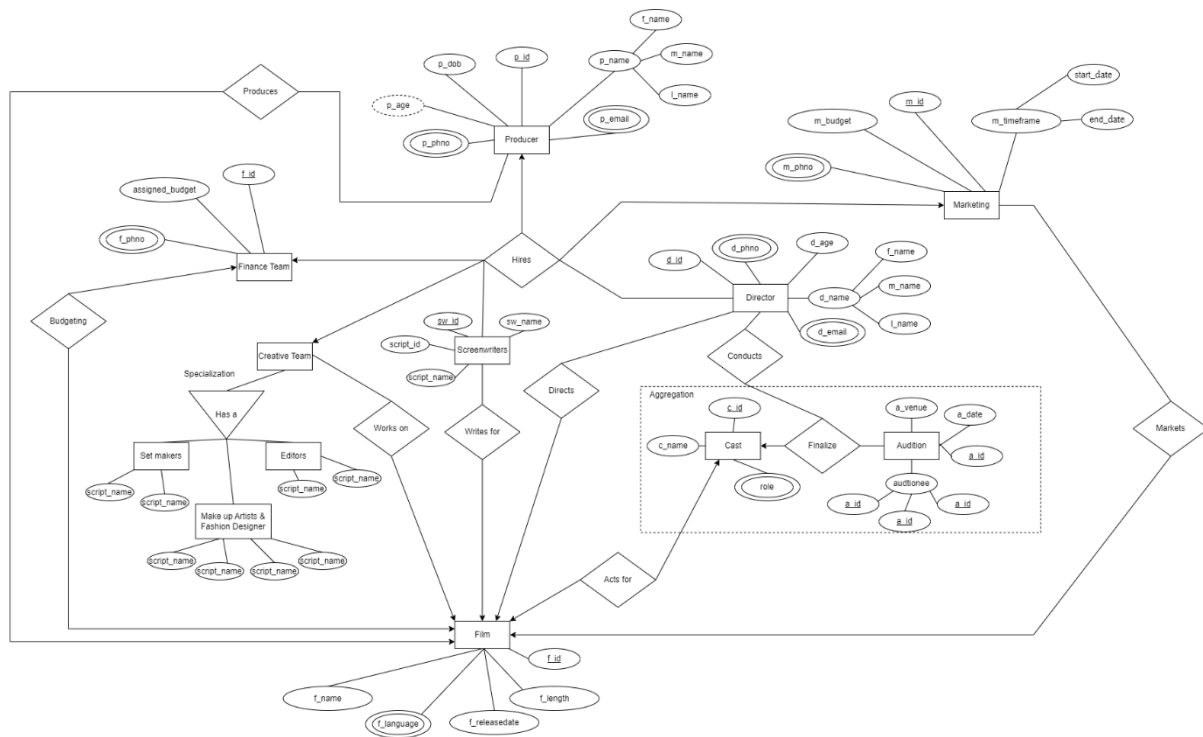 f_name
p_id
p_dob
p_name
m_name
Produces
start_date
p_age
l_name
m_id
p_email
m_budget
m_timeframe
end_date
p_phno
Producer
f_id
m_phno
assigned_budget
Marketing
f_phno
d_phno
d_age
f_name
Finance Team
Hires
d_id
m_name
Director
d_name
Budgeting
sw_id
sw_name
l_name
script_id
d_email
Creative Team
Screenwriters
Conducts
Specialization
script_name
Directs
Aggregation
Has a
c_id
a_venue
a_date
Works on
Writes for
Markets
c_name
Cast
Finalize
Audition
Set makers
Editors
a_id
script_name
script_name
script_name
script_name
role
audtionee
a_id
a_id
a_id
Make up Artists &
Fashion Designer
script_name
script_name
script_name
script_name
Acts for
Film
f_id
f_name
f_length
f_language
f_releasedate